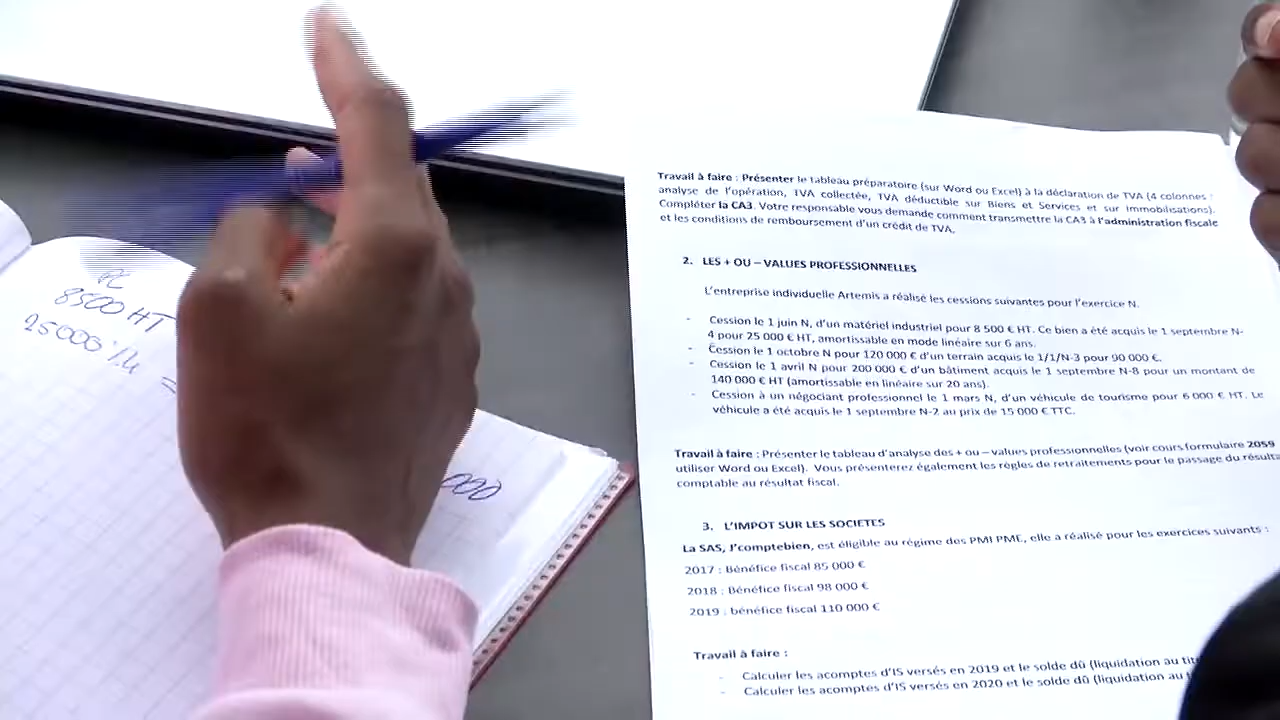 PC
8500 HT
25000
000
Travail à faire : Présenter le tableau préparatoire (sur Word ou Excel) à la déclaration de TVA (4 colonnes :
analyse de l'opération, TVA collectée, TVA déductible sur Biens et Services et sur Immobilisations).
Compléter la CA3. Votre responsable vous demande comment transmettre la CA3 à l'administration fiscale
et les conditions de remboursement d'un crédit de TVA.
2. LES + OU – VALUES PROFESSIONNELLES
L'entreprise individuelle Artemis a réalisé les cessions suivantes pour l'exercice N.
- Cession le 1 juin N, d'un matériel industriel pour 8 500 € HT. Ce bien a été acquis le 1 septembre N-
4 pour 25 000 € HT, amortissable en mode linéaire sur 6 ans.
- Cession le 1 octobre N pour 120 000 € d'un terrain acquis le 1/1/N-3 pour 90 000 €.
- Cession le 1 avril N pour 200 000 € d'un bâtiment acquis le 1 septembre N-8 pour un montant de
140 000 € HT (amortissable en linéaire sur 20 ans).
- Cession à un négociant professionnel le 1 mars N, d'un véhicule de tourisme pour 6 000 € HT. Le
véhicule a été acquis le 1 septembre N-2 au prix de 15 000 € TTC.
Travail à faire : Présenter le tableau d'analyse des + ou – values professionnelles (voir cours formulaire 2059
utiliser Word ou Excel). Vous présenterez également les règles de retraitements pour le passage du résulta
comptable au résultat fiscal.
3. L'IMPOT SUR LES SOCIETES
La SAS, J'comptebien, est éligible au régime des PMI PME, elle a réalisé pour les exercices suivants :
2017 : Bénéfice fiscal 85 000 €
2018 : Bénéfice fiscal 98 000 €
2019 : bénéfice fiscal 110 000 €
Travail à faire :
- Calculer les acomptes d'IS versés en 2019 et le solde dû (liquidation au tit
- Calculer les acomptes d'IS versés en 2020 et le solde dû (liquidation au